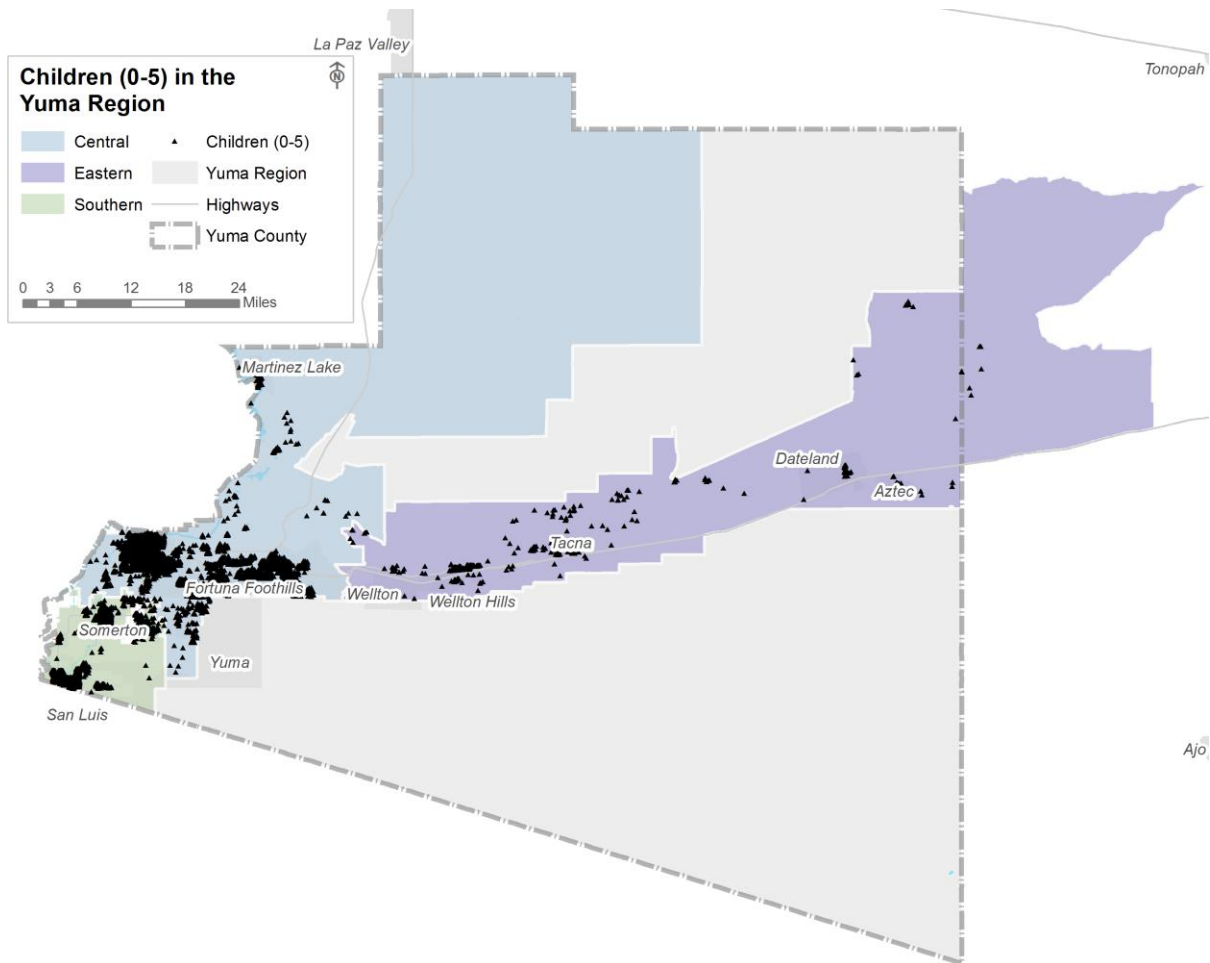 La Paz Valley
Tonopah
Children (0-5) in the
Yuma Region
N
Central
Children (0-5)
Eastern
Yuma Region
Southern
Highways
Yuma County
0 3 6 12 18 24
Miles
Martinez Lake
Dateland
Aztec
Tacna
Fortuna Foothills
Wellton
Wellton Hills
Somerton
Yuma
San Luis
Ajo